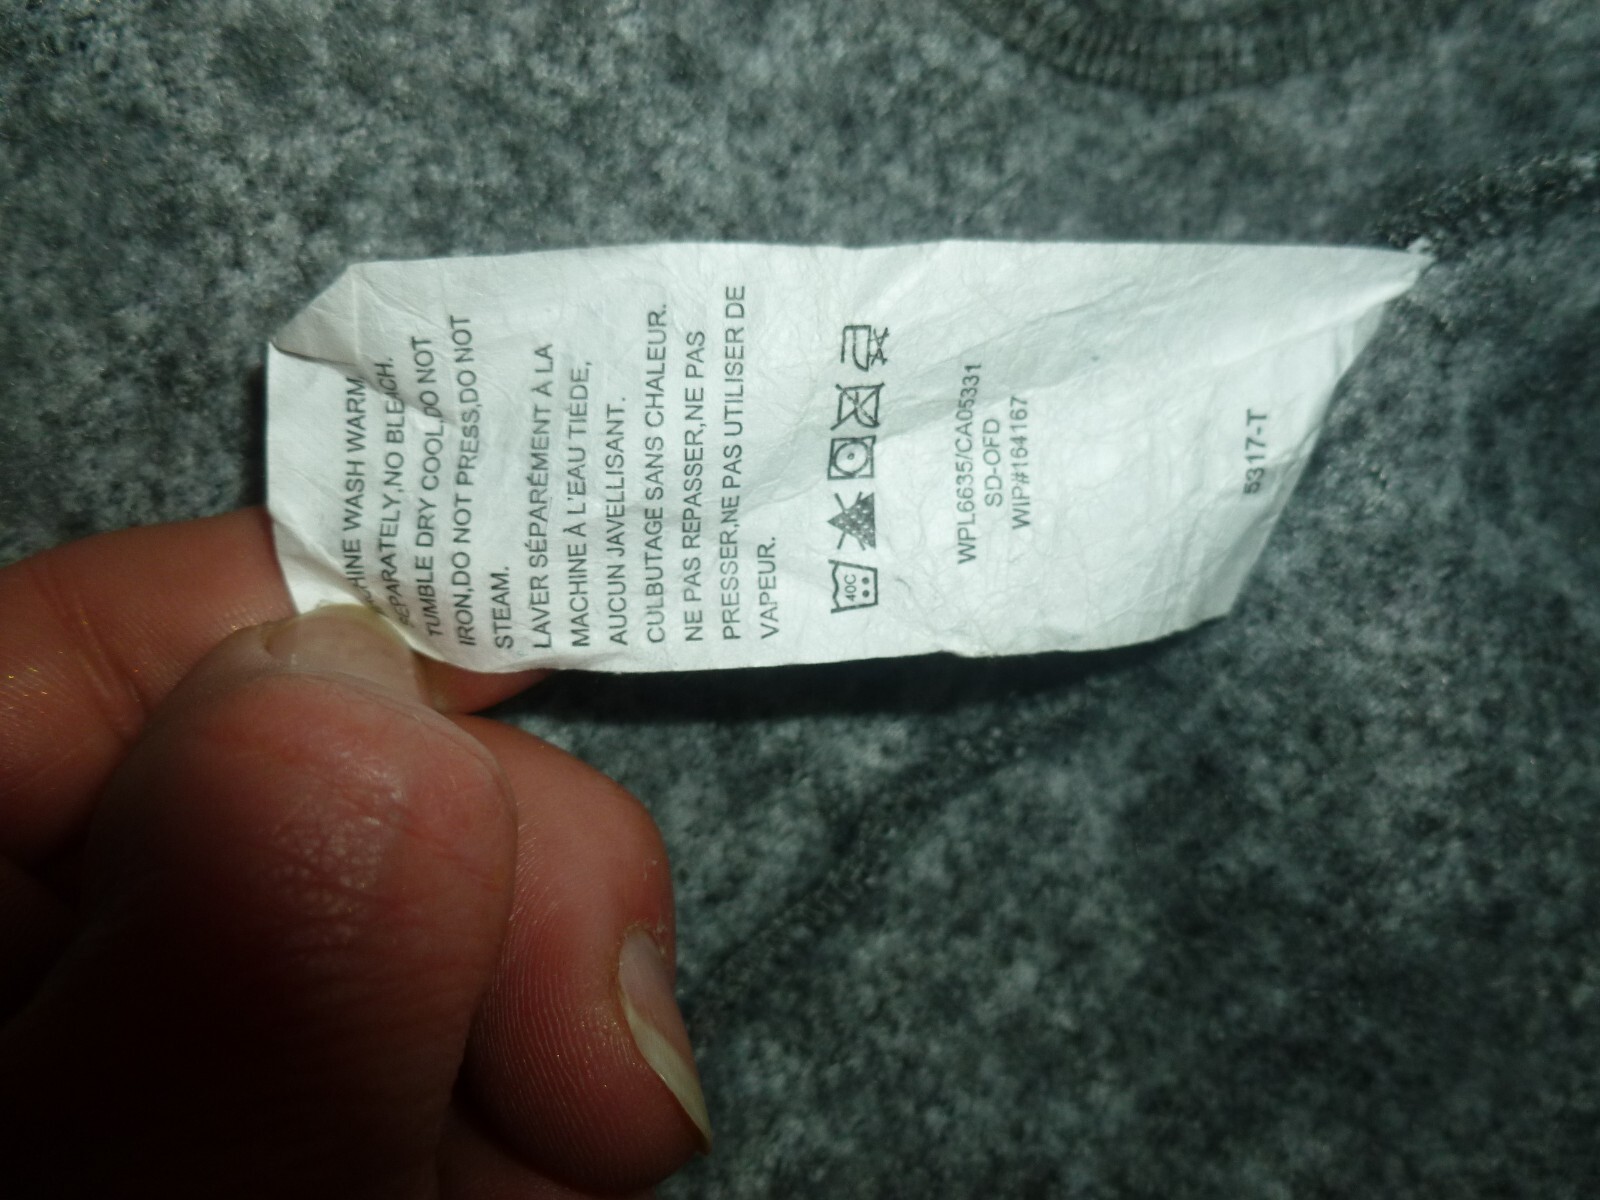 MACHINE WASH WARM,
SEPARATELY,NO BLEACH.
TUMBLE DRY COOL,DO NOT
IRON,DO NOT PRESS,DO NOT
STEAM.
LAVER SÉPARÉMENT À LA
MACHINE À L'EAU TIÈDE,
AUCUN JAVELLISANT.
CULBUTAGE SANS CHALEUR.
NE PAS REPASSER,NE PAS
PRESSER,NE PAS UTILISER DE
VAPEUR.
40C
WPL6635/CA05331
SD-OFD
WIP#164167
5317-T